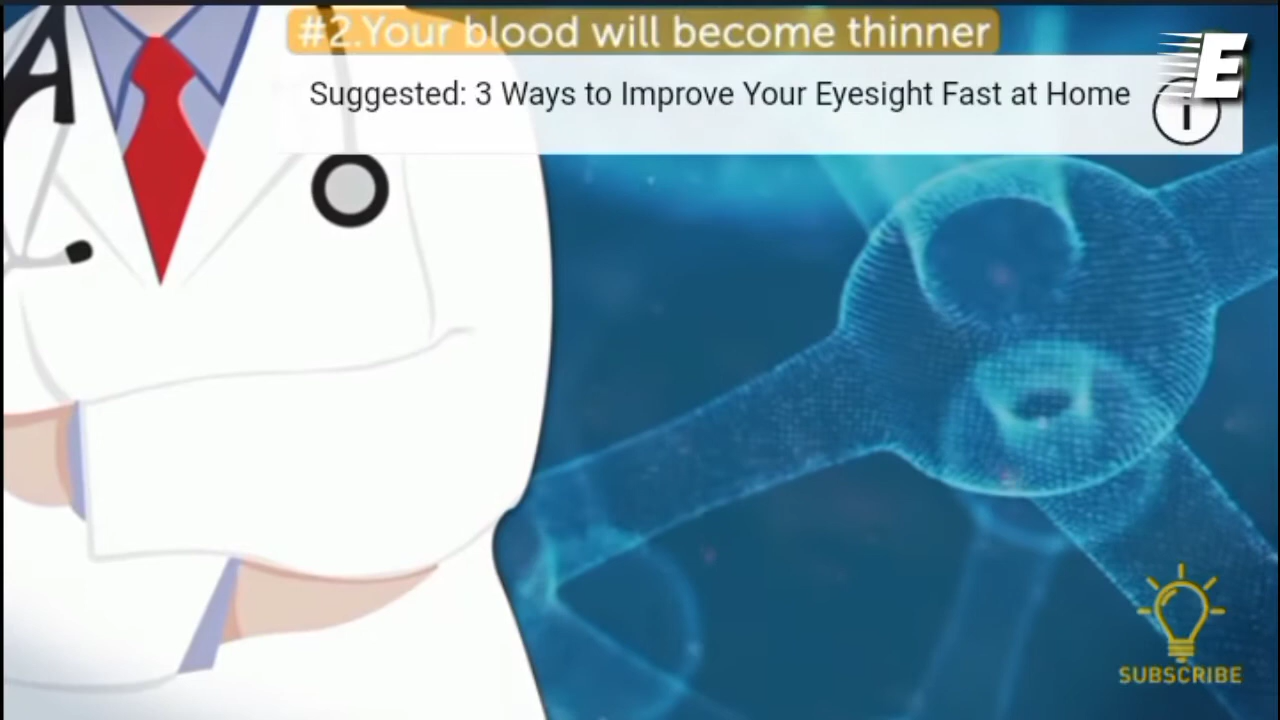 #2.Your blood will become thinner
Suggested: 3 Ways to Improve Your Eyesight Fast at Home
E
i
SUBSCRIBE